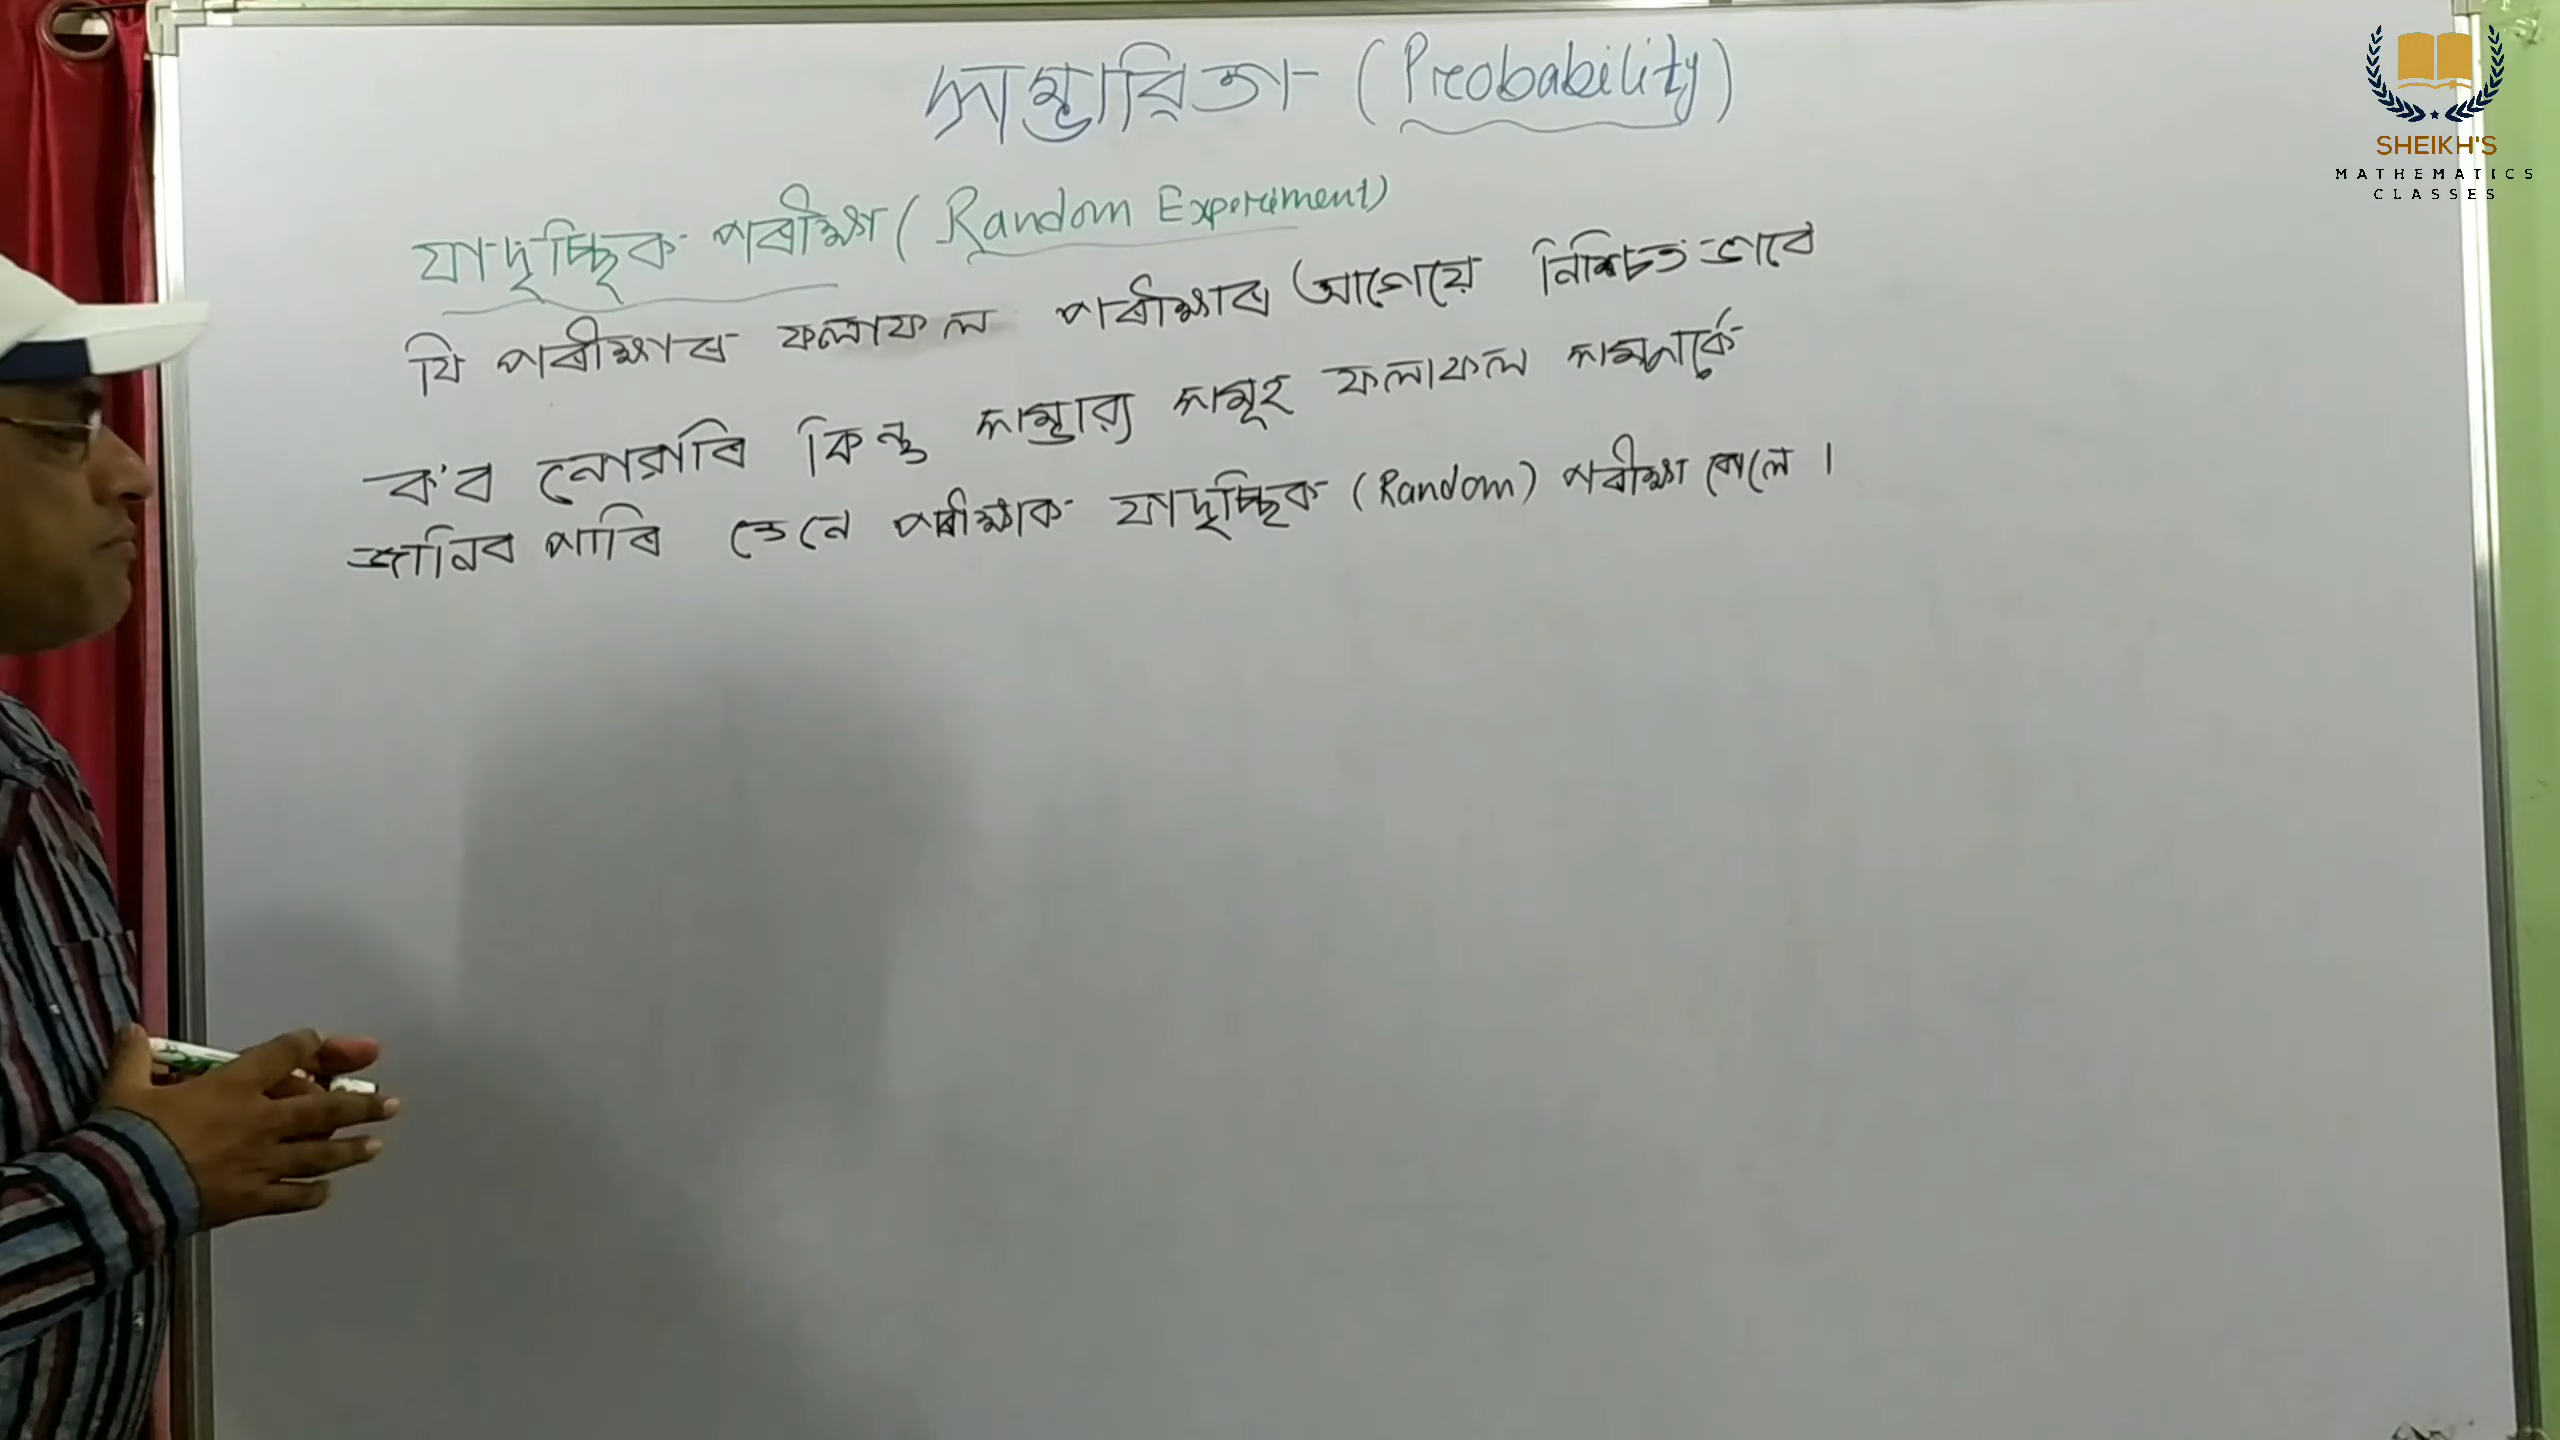 সম্ভাৱিতা (Probability)
SHEIKH'S
MATHEMATICS
CLASSES
যাদৃচ্ছিক পৰীক্ষা (Random Experiment)
যি পৰীক্ষাৰ ফলাফল পৰীক্ষাৰ আগেয়ে নিশ্চিত ভাবে
ক'ব নোৱাৰি কিন্তু সম্ভাৱ্য সমূহ ফলাফল সম্পৰ্কে
জানিব পাৰি তেনে পৰীক্ষাক যাদৃচ্ছিক (Random) পৰীক্ষা বোলে ।